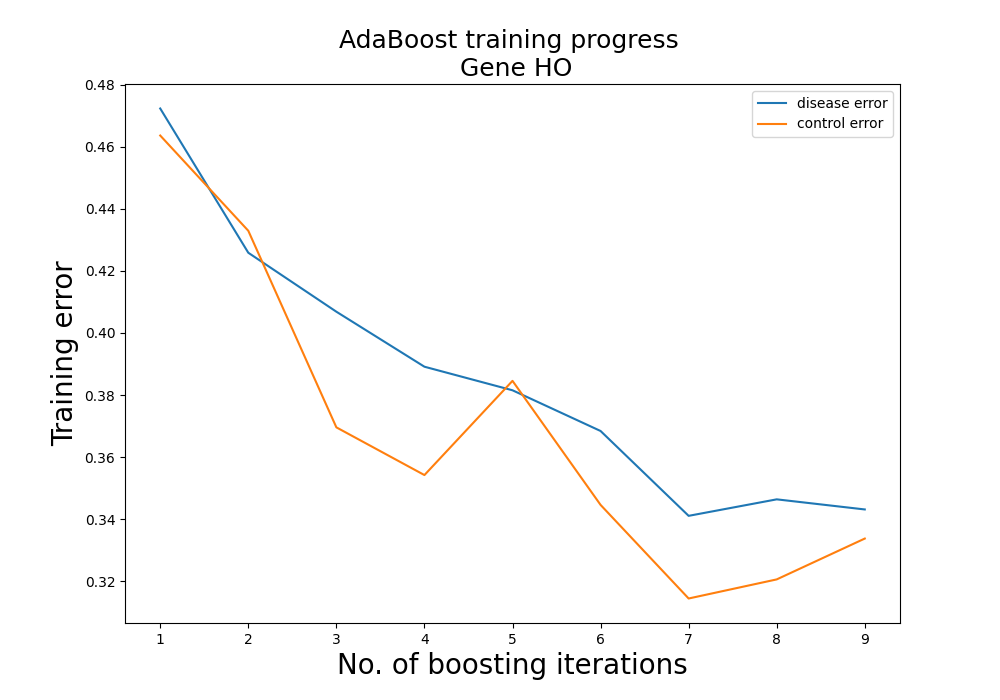 AdaBoost training progress
Gene HO
disease error
control error
Training error
0.48
0.46
0.44
0.42
0.40
0.38
0.36
0.34
0.32
1 2 3 4 5 6 7 8 9
No. of boosting iterations